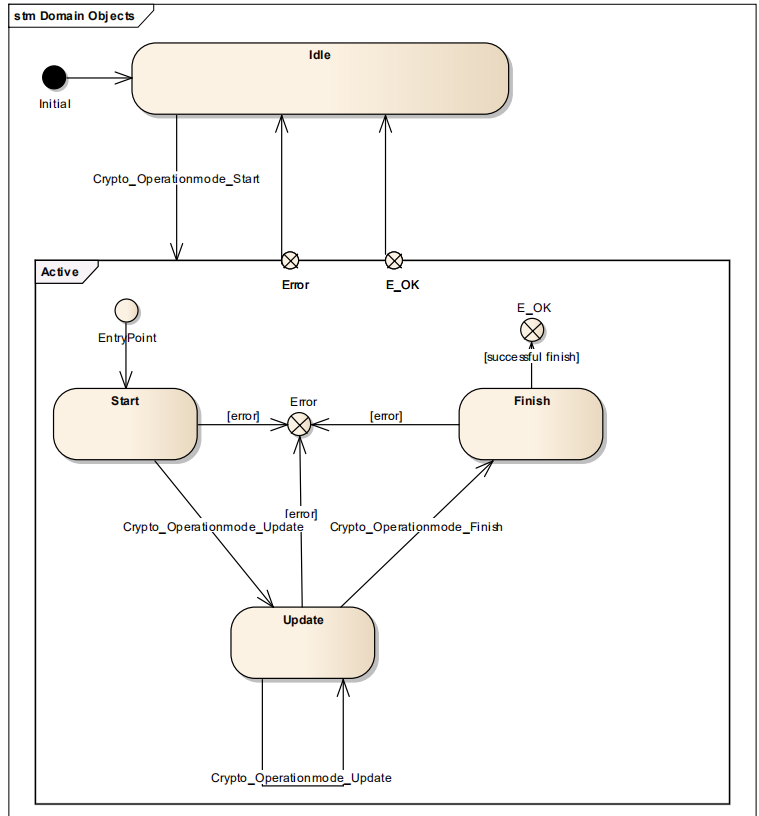 stm Domain Objects
Idle
Initial
Crypto_Operationmode_Start
Active
Error
E_OK
EntryPoint
E_OK
[successful finish]
Start
Error
Finish
[error]
[error]
[error]
Crypto_Operationmode_Update
Crypto_Operationmode_Finish
Update
Crypto_Operationmode_Update